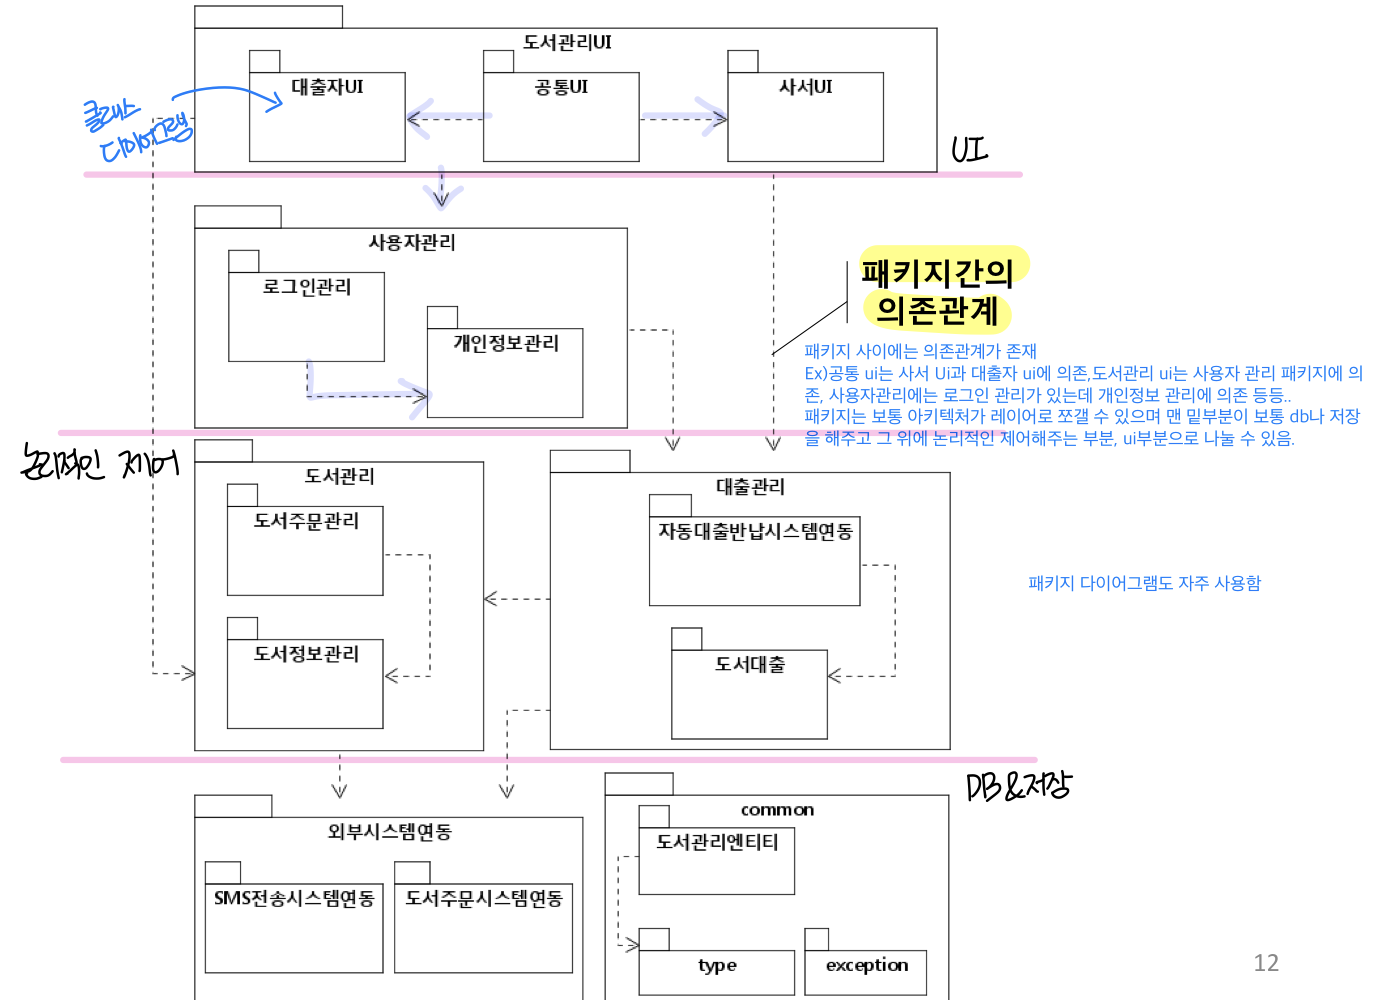 도서관리UI
대출자UI
공통UI
사서UI
클래스
다이어그램
UI
사용자관리
로그인관리
개인정보관리
패키지간의
의존관계
패키지 사이에는 의존관계가 존재
Ex)공통 ui는 사서 Ui과 대출자 ui에 의존,도서관리 ui는 사용자 관리 패키지에 의
존, 사용자관리에는 로그인 관리가 있는데 개인정보 관리에 의존 등등..
패키지는 보통 아키텍처가 레이어로 쪼갤 수 있으며 맨 밑부분이 보통 db나 저장
을 해주고 그 위에 논리적인 제어해주는 부분, ui부분으로 나눌 수 있음.
논리적인 제어
도서관리
도서주문관리
도서정보관리
대출관리
자동대출반납시스템연동
도서대출
패키지 다이어그램도 자주 사용함
DB&저장
외부시스템연동
SMS전송시스템연동
도서주문시스템연동
common
도서관리엔티티
type
exception
12